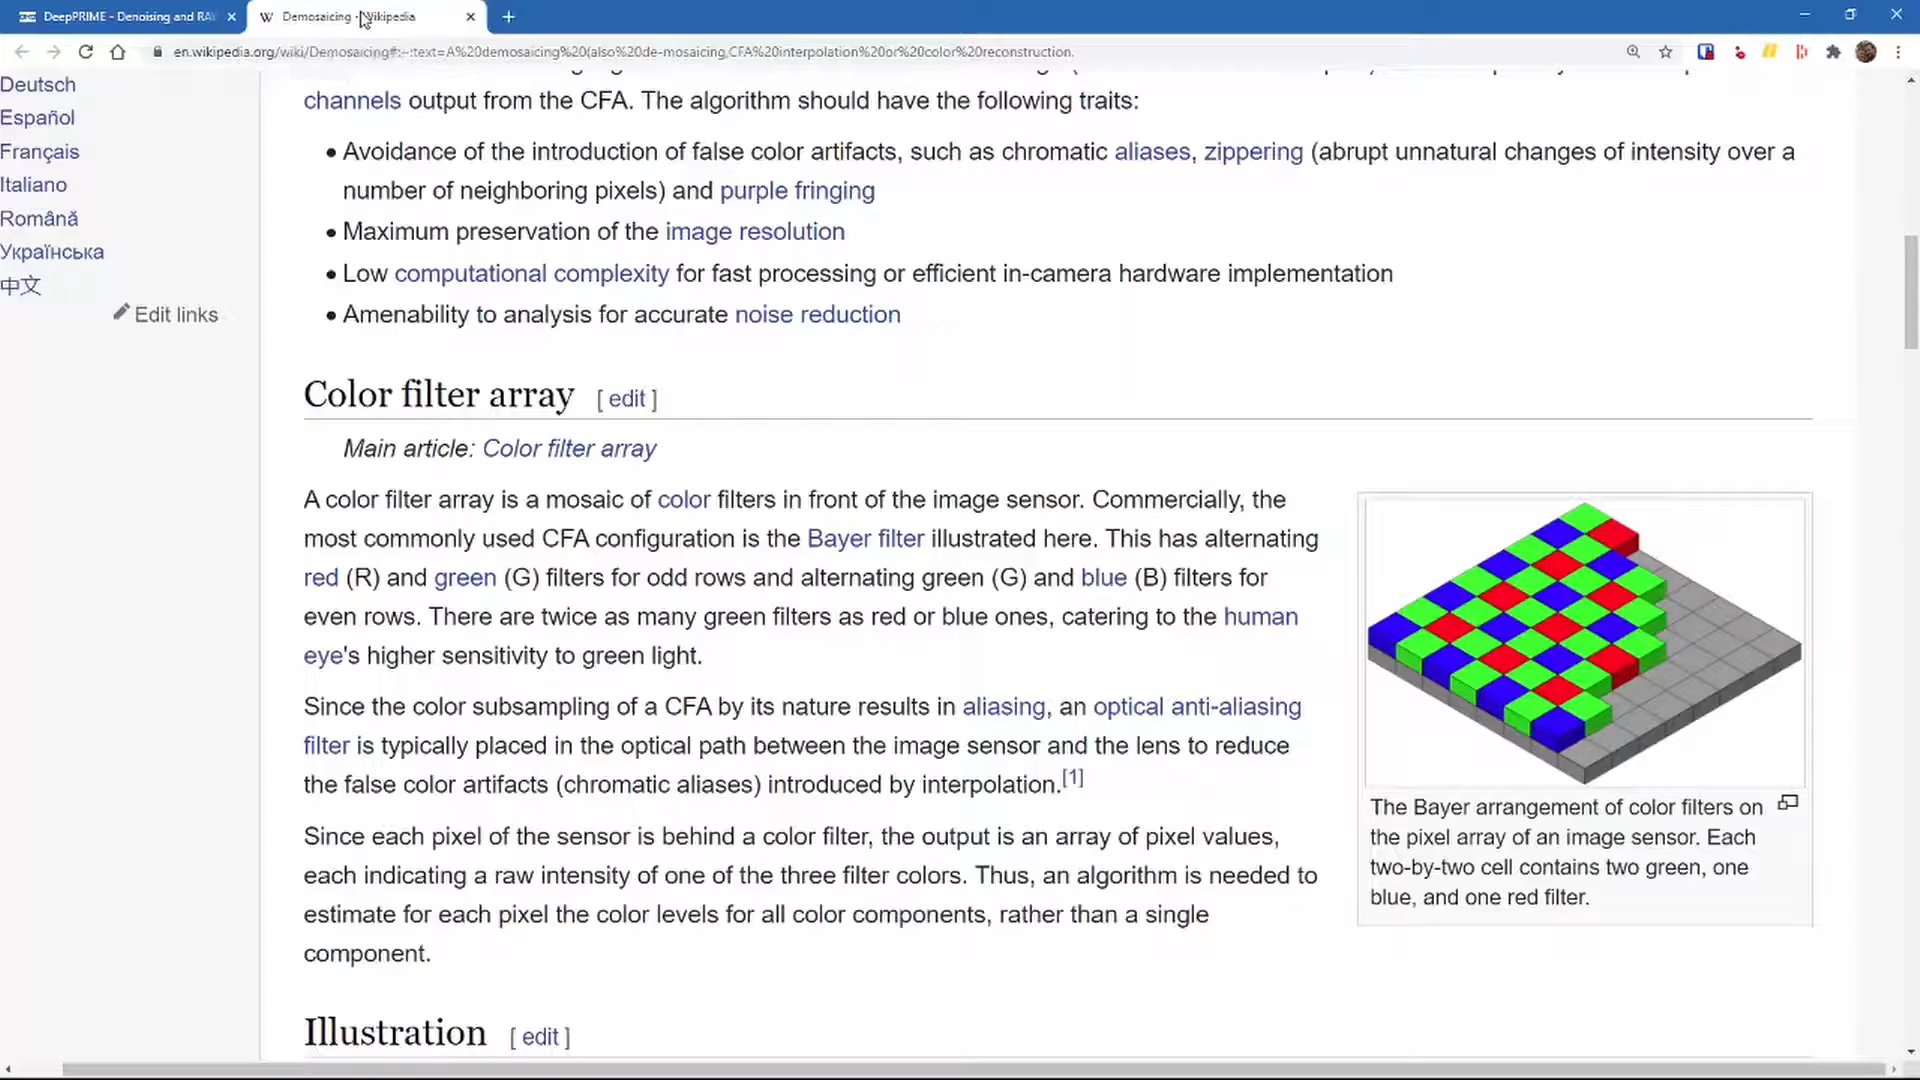 DeepPRIME - Denoising and RA
Demosaicing - Wikipedia
en.wikipedia.org/wiki/Demosaicing#:~:text=A%20demosaicing%20(also%20de-mosaicing,CFA%20interpolation%20or%20color%20reconstruction.
Deutsch
Español
Français
Italiano
Română
Українська
中文
Edit links
channels output from the CFA. The algorithm should have the following traits:
• Avoidance of the introduction of false color artifacts, such as chromatic aliases, zippering (abrupt unnatural changes of intensity over a
number of neighboring pixels) and purple fringing
• Maximum preservation of the image resolution
• Low computational complexity for fast processing or efficient in-camera hardware implementation
• Amenability to analysis for accurate noise reduction
Color filter array [ edit ]
Main article: Color filter array
A color filter array is a mosaic of color filters in front of the image sensor. Commercially, the
most commonly used CFA configuration is the Bayer filter illustrated here. This has alternating
red (R) and green (G) filters for odd rows and alternating green (G) and blue (B) filters for
even rows. There are twice as many green filters as red or blue ones, catering to the human
eye's higher sensitivity to green light.
Since the color subsampling of a CFA by its nature results in aliasing, an optical anti-aliasing
filter is typically placed in the optical path between the image sensor and the lens to reduce
the false color artifacts (chromatic aliases) introduced by interpolation.[1]
Since each pixel of the sensor is behind a color filter, the output is an array of pixel values,
each indicating a raw intensity of one of the three filter colors. Thus, an algorithm is needed to
estimate for each pixel the color levels for all color components, rather than a single
component.
The Bayer arrangement of color filters on
the pixel array of an image sensor. Each
two-by-two cell contains two green, one
blue, and one red filter.
Illustration [ edit ]